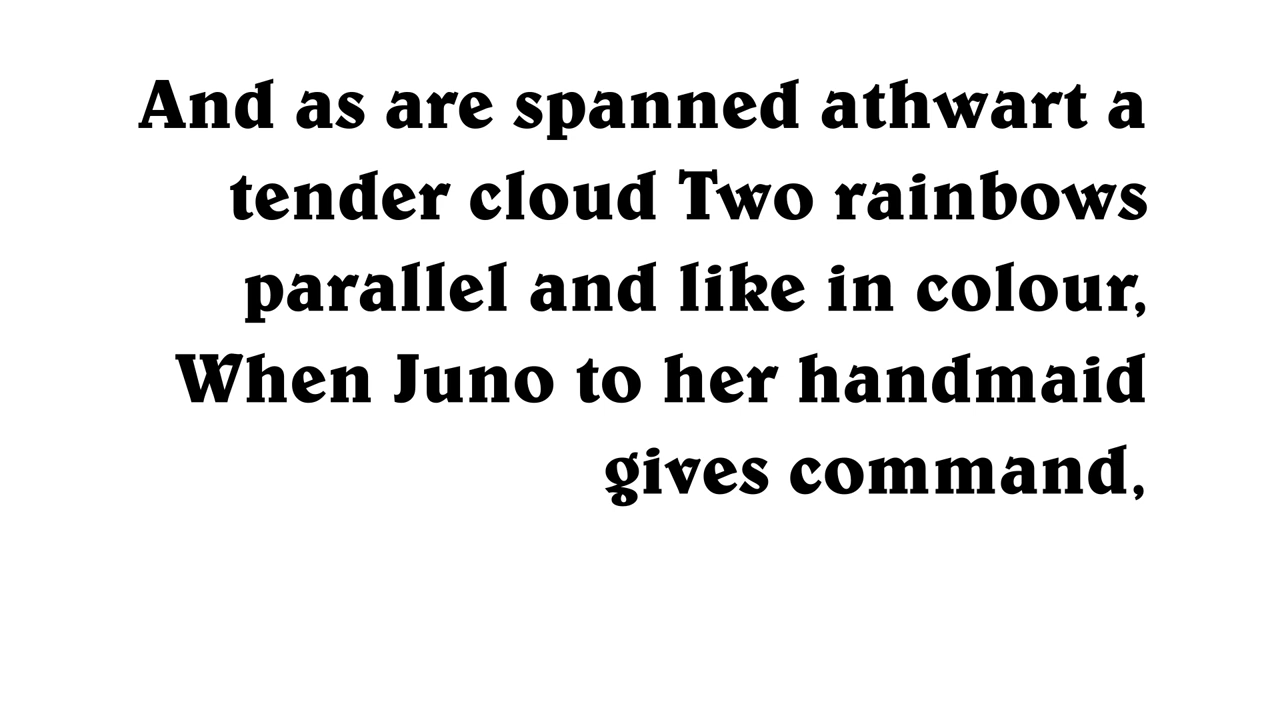 And as are spanned athwart a
tender cloud Two rainbows
parallel and like in colour,
When Juno to her handmaid
gives command,